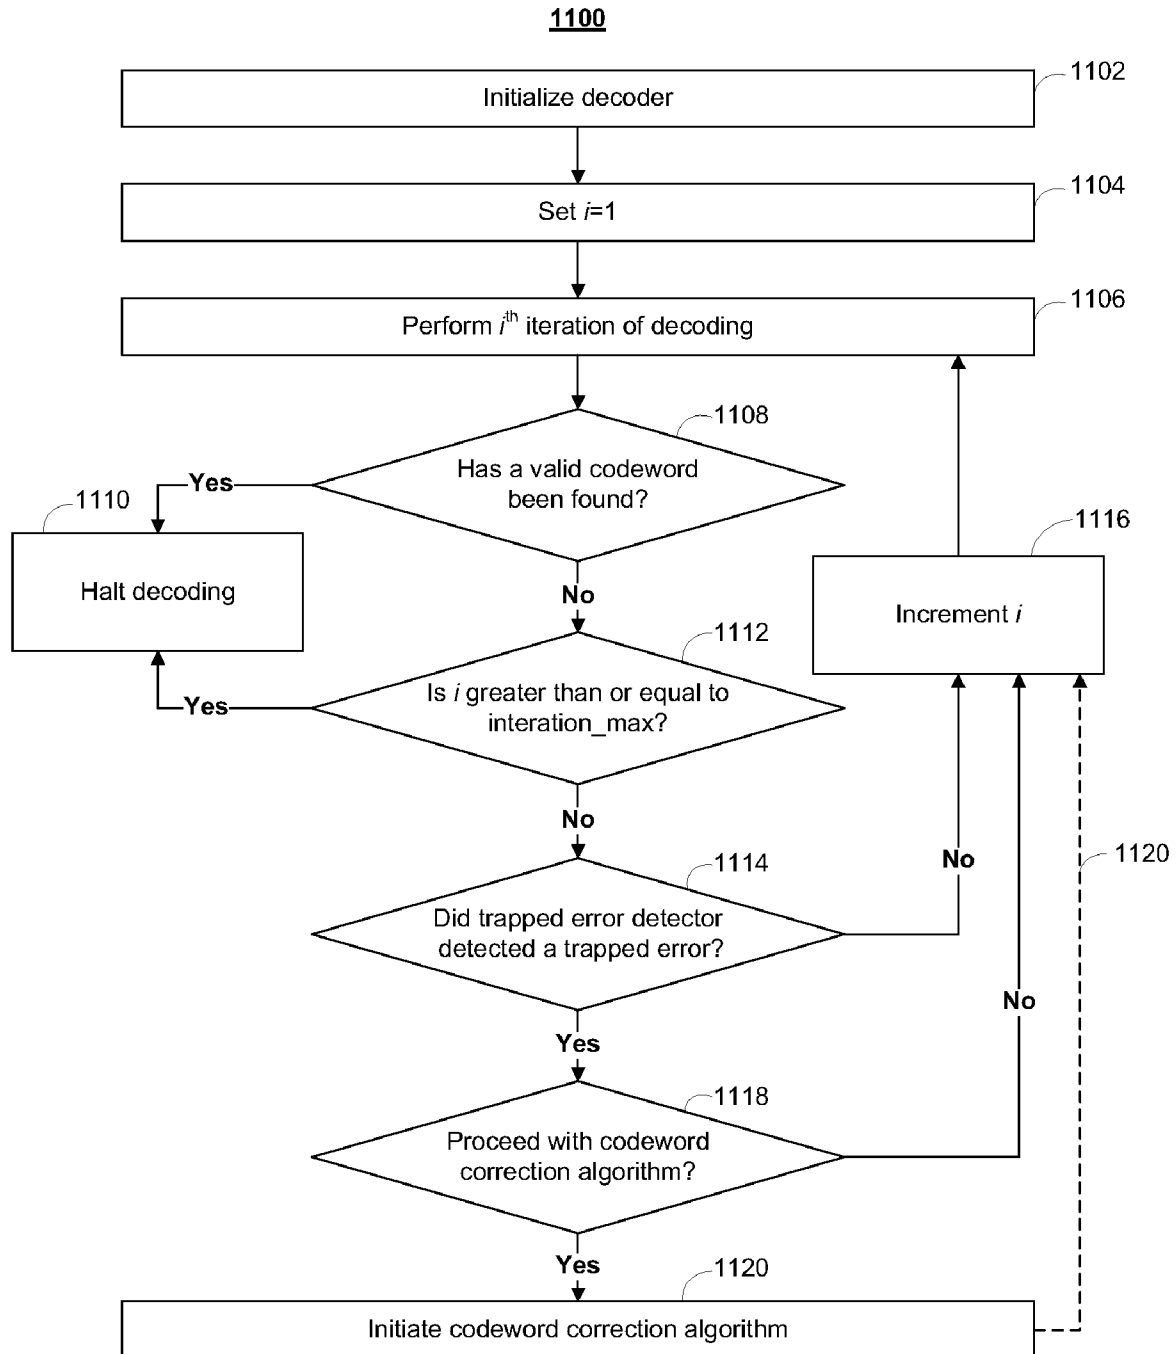 1100
1102
Initialize decoder
1104
Set i=1
1106
Perform ith iteration of decoding
1108
Has a valid codeword
been found?
Yes
1110
Halt decoding
1116
Increment i
No
1112
Is i greater than or equal to
interation_max?
Yes
No
1114
Did trapped error detector
detected a trapped error?
No
1120
Yes
No
1118
Proceed with codeword
correction algorithm?
Yes
1120
Initiate codeword correction algorithm